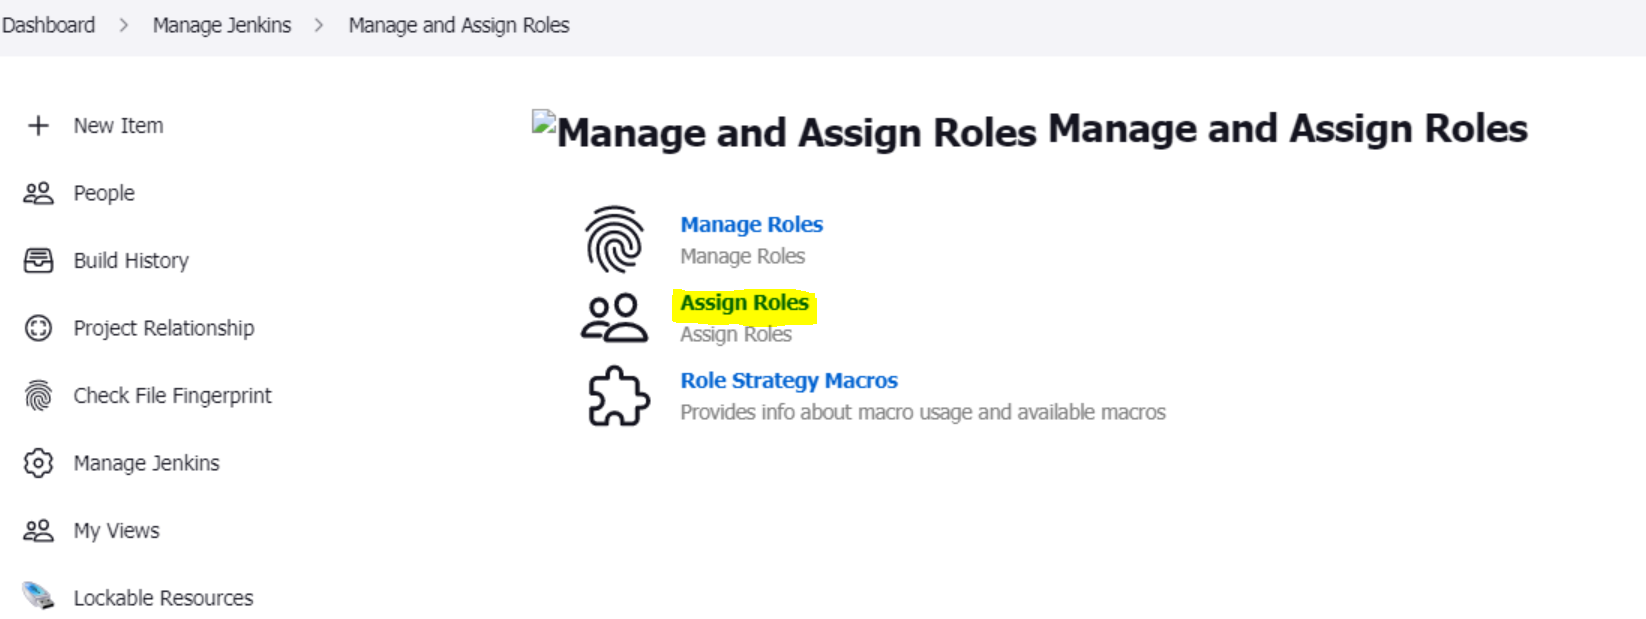 Dashboard > Manage Jenkins > Manage and Assign Roles
New Item
People
Build History
Project Relationship
Check File Fingerprint
Manage Jenkins
My Views
Lockable Resources
Manage and Assign Roles Manage and Assign Roles
Manage Roles
Manage Roles
Assign Roles
Assign Roles
Role Strategy Macros
Provides info about macro usage and available macros